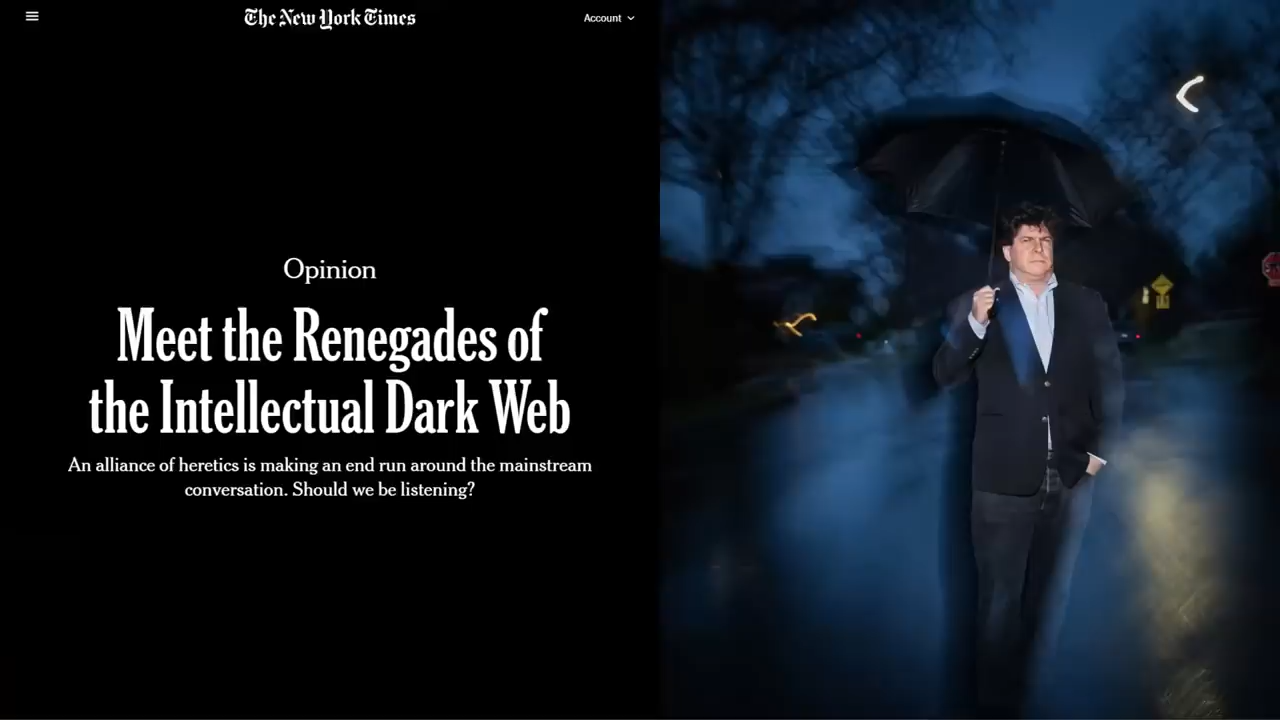 The New York Times
Account
Opinion
Meet the Renegades of
the Intellectual Dark Web
An alliance of heretics is making an end run around the mainstream
conversation. Should we be listening?